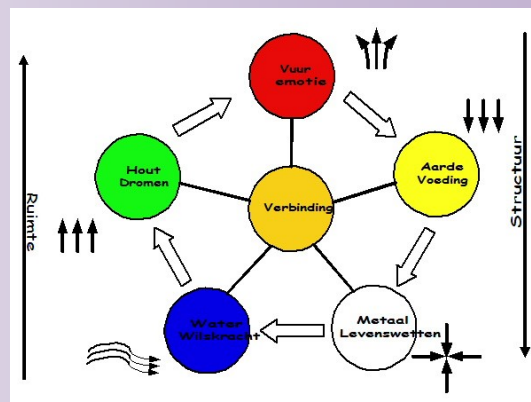 Vuur
emotie
Aarde
Voeding
Metaal
Levenswetten
Water
Wilskracht
Hout
Dromen
Verbinding
Ruimte
Structuur